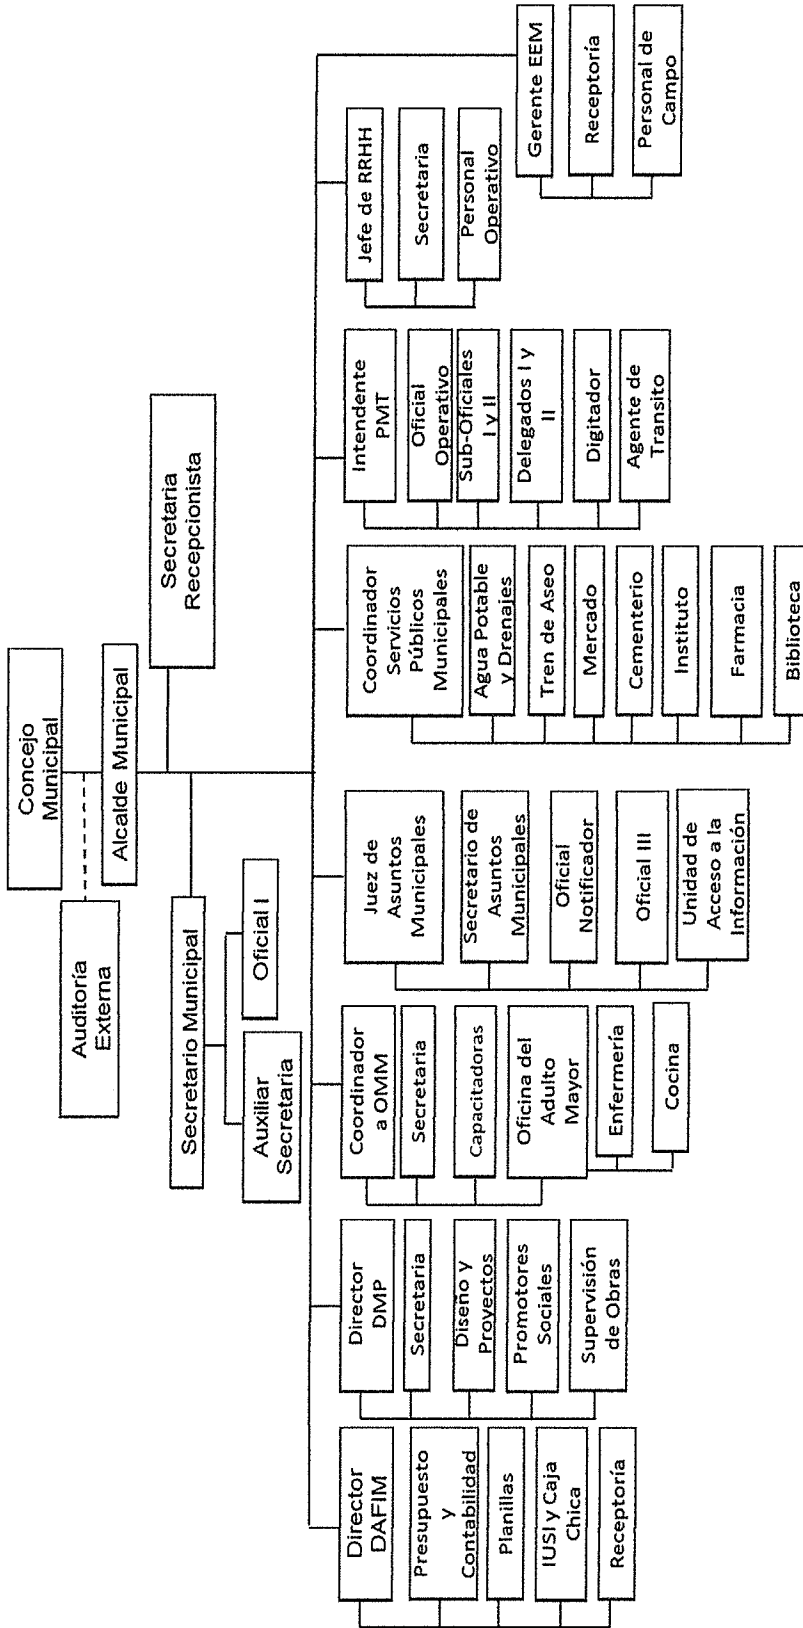 Concejo
Municipal
Auditoría
Externa
Alcalde Municipal
Secretaria
Recepcionista
Secretario Municipal
Auxiliar
Secretaria
Oficial I
Director
DAFIM
Presupuesto
y
Contabilidad
Planillas
IUSI y Caja
Chica
Receptoría
Director
DMP
Secretaria
Diseño y
Proyectos
Promotores
Sociales
Supervisión
de Obras
Coordinador
a OMM
Secretaria
Capacitadoras
Oficina del
Adulto
Mayor
Enfermería
Cocina
Juez de
Asuntos
Municipales
Secretario de
Asuntos
Municipales
Oficial
Notificador
Oficial III
Unidad de
Acceso a la
Información
Coordinador
Servicios
Públicos
Municipales
Agua Potable
y Drenajes
Tren de Aseo
Mercado
Cementerio
Instituto
Farmacia
Biblioteca
Intendente
PMT
Oficial
Operativo
Sub-Oficiales
I y II
Delegados I y
II
Digitador
Agente de
Transito
Jefe de RRHH
Secretaria
Personal
Operativo
Gerente EEM
Receptoría
Personal de
Campo